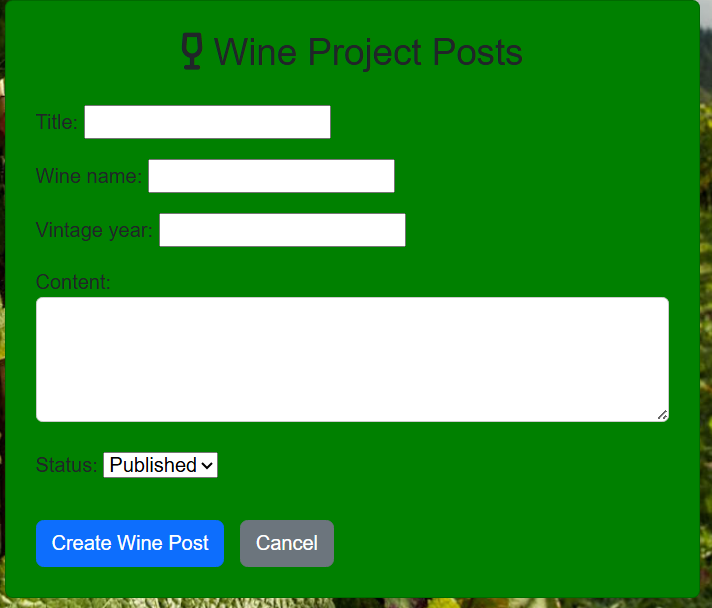 Wine Project Posts
Title:
Wine name:
Vintage year:
Content:
Status: Published
Create Wine Post Cancel